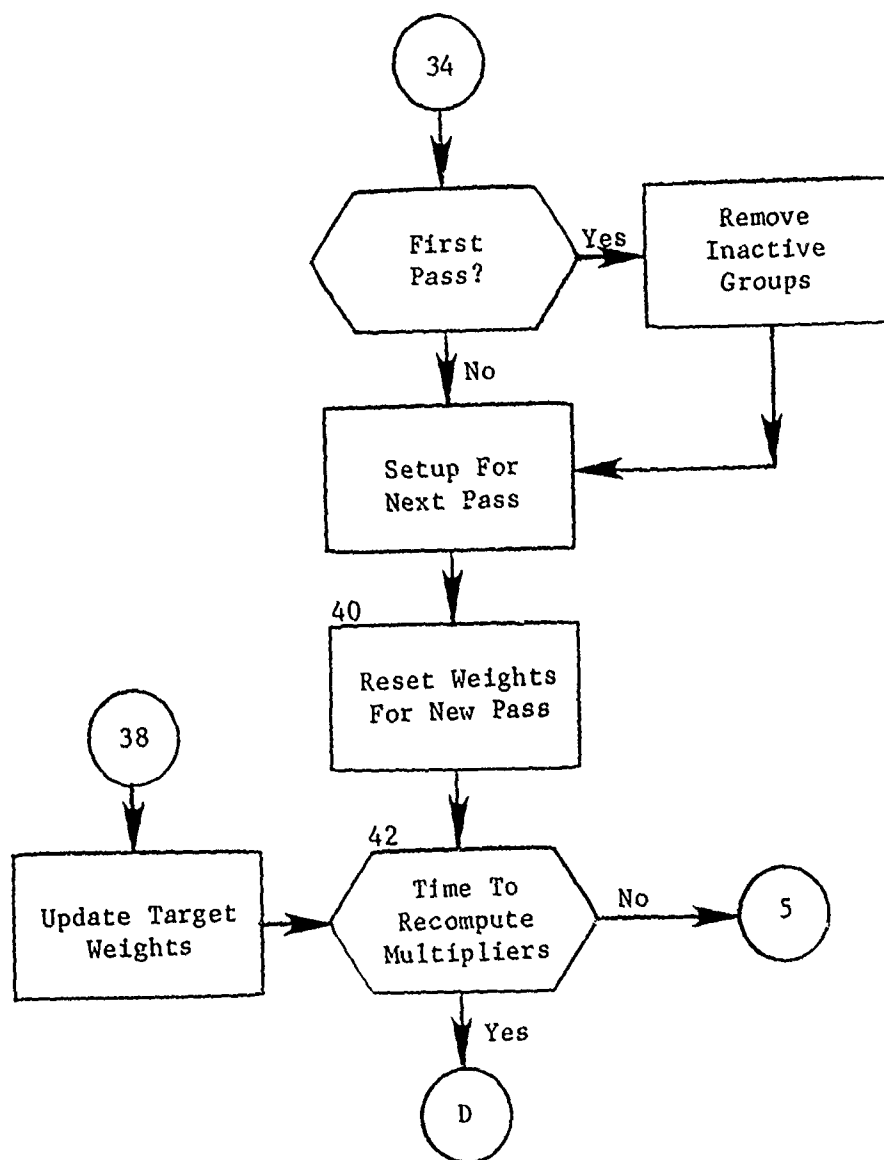 34
First
Pass?
Yes
Remove
Inactive
Groups
No
Setup For
Next Pass
40
Reset Weights
For New Pass
38
Update Target
Weights
42
Time To
Recompute
Multipliers
No
5
Yes
D